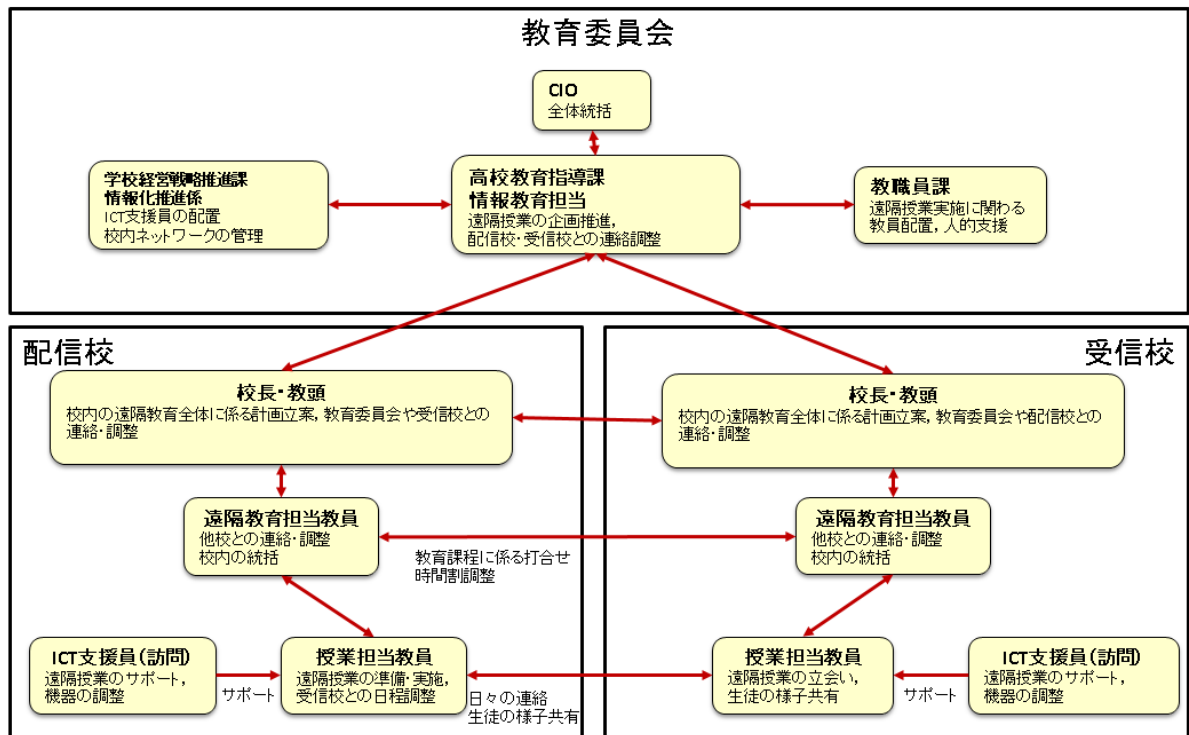 教育委員会
CIO
全体統括
学校経営戦略推進課
情報化推進係
ICT支援員の配置
校内ネットワークの管理
高校教育指導課
情報教育担当
遠隔授業の企画推進,
配信校・受信校との連絡調整
教職員課
遠隔授業実施に関わる
教員配置, 人的支援
配信校
校長・教頭
校内の遠隔教育全体に係る計画立案, 教育委員会や受信校との
連絡・調整
遠隔教育担当教員
他校との連絡・調整
校内の統括
教育課程に係る打合せ
時間割調整
ICT支援員(訪問)
遠隔授業のサポート,
機器の調整
サポート
授業担当教員
遠隔授業の準備・実施,
受信校との日程調整
日々の連絡
生徒の様子共有
受信校
校長・教頭
校内の遠隔教育全体に係る計画立案, 教育委員会や配信校との
連絡・調整
遠隔教育担当教員
他校との連絡・調整
校内の統括
授業担当教員
遠隔授業の立会い,
生徒の様子共有
サポート
ICT支援員(訪問)
遠隔授業のサポート,
機器の調整